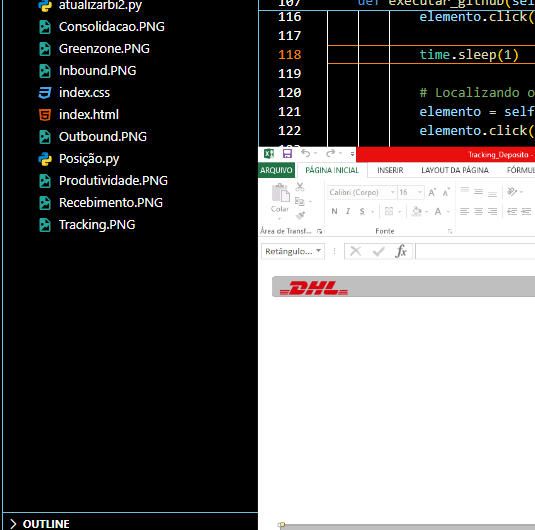 atualizarbi2.py
Consolidacao.PNG
Greenzone.PNG
Inbound.PNG
index.css
index.html
Outbound.PNG
Posição.py
Produtividade.PNG
Recebimento.PNG
Tracking.PNG
OUTLINE
107 def executar_github(sel
116 elemento.click(
118 time.sleep(1)
119
120 # Localizando o
121 elemento = self
122 elemento.click(
Tracking_Deposito -
ARQUIVO PÁGINA INICIAL INSERIR LAYOUT DA PÁGINA FÓRMU
Colar
Calibri (Corpo) 16 A A
N I S A
Área de Transf... Fonte
Retângulo... fx
DHL